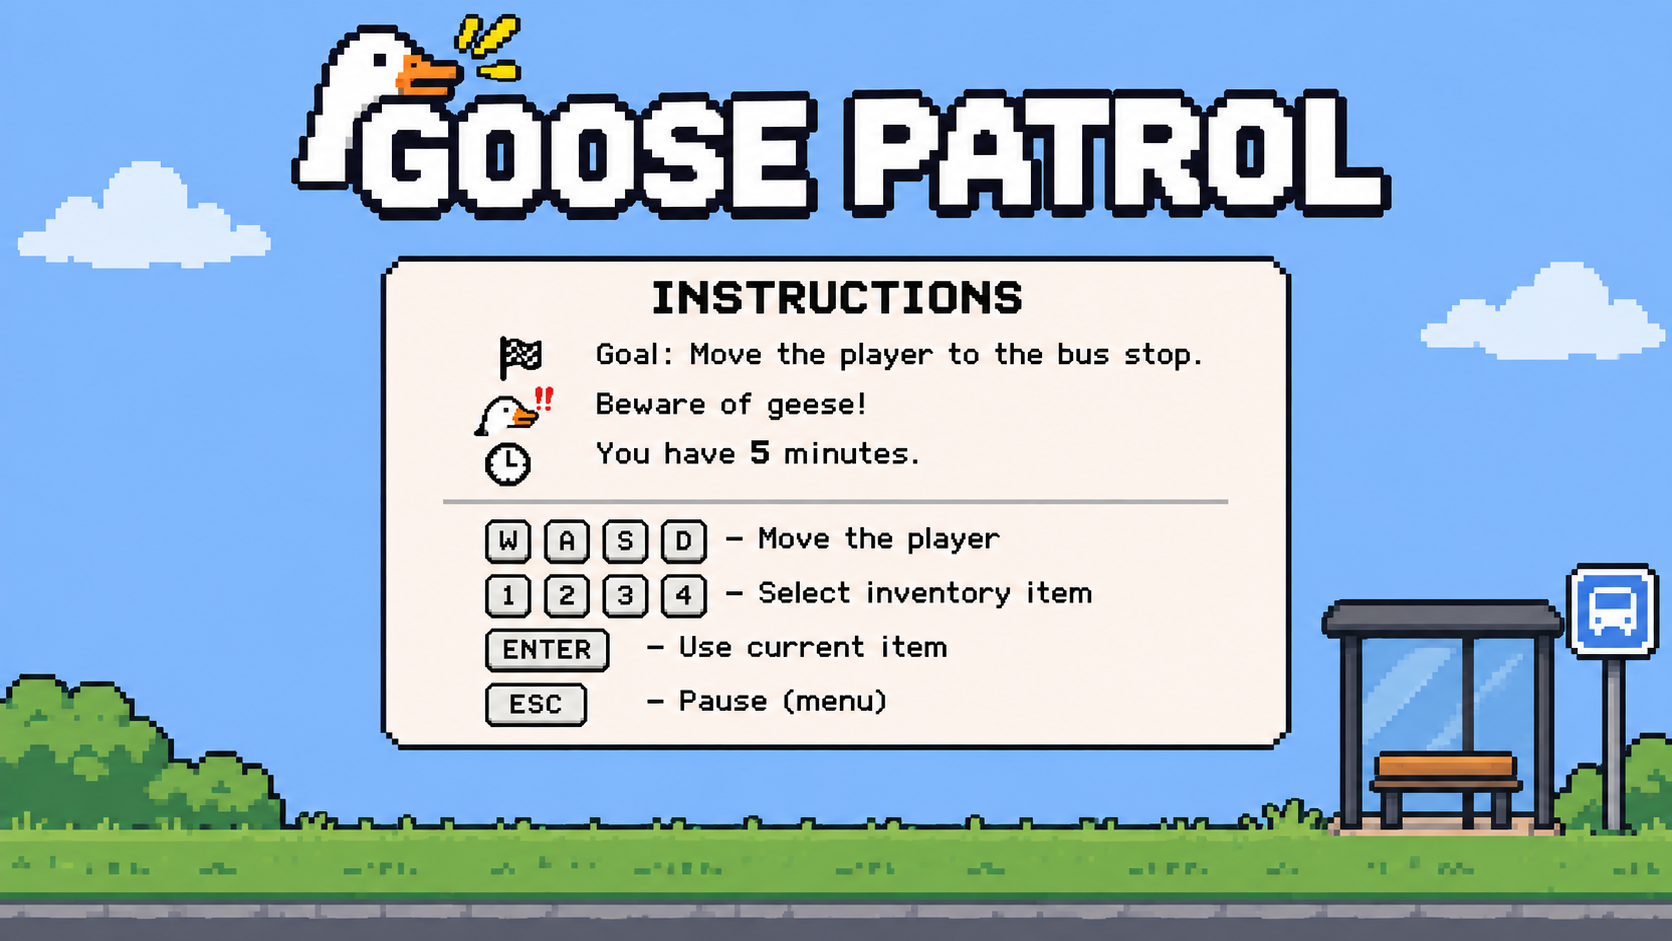 GOOSE PATROL
INSTRUCTIONS
Goal: Move the player to the bus stop.
!!
Beware of geese!
You have 5 minutes.
W A S D – Move the player
1 2 3 4 – Select inventory item
ENTER – Use current item
ESC – Pause (menu)